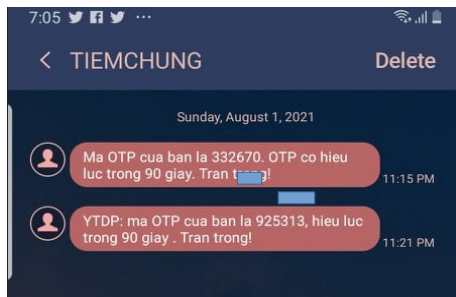 7:05
TIEMCHUNG
Delete
Sunday, August 1, 2021
Ma OTP cua ban la 332670. OTP co hieu
luc trong 90 giay. Tran
11:15 PM
YTDP: ma OTP cua ban la 925313, hieu luc
trong 90 giay . Tran trong!
11:21 PM